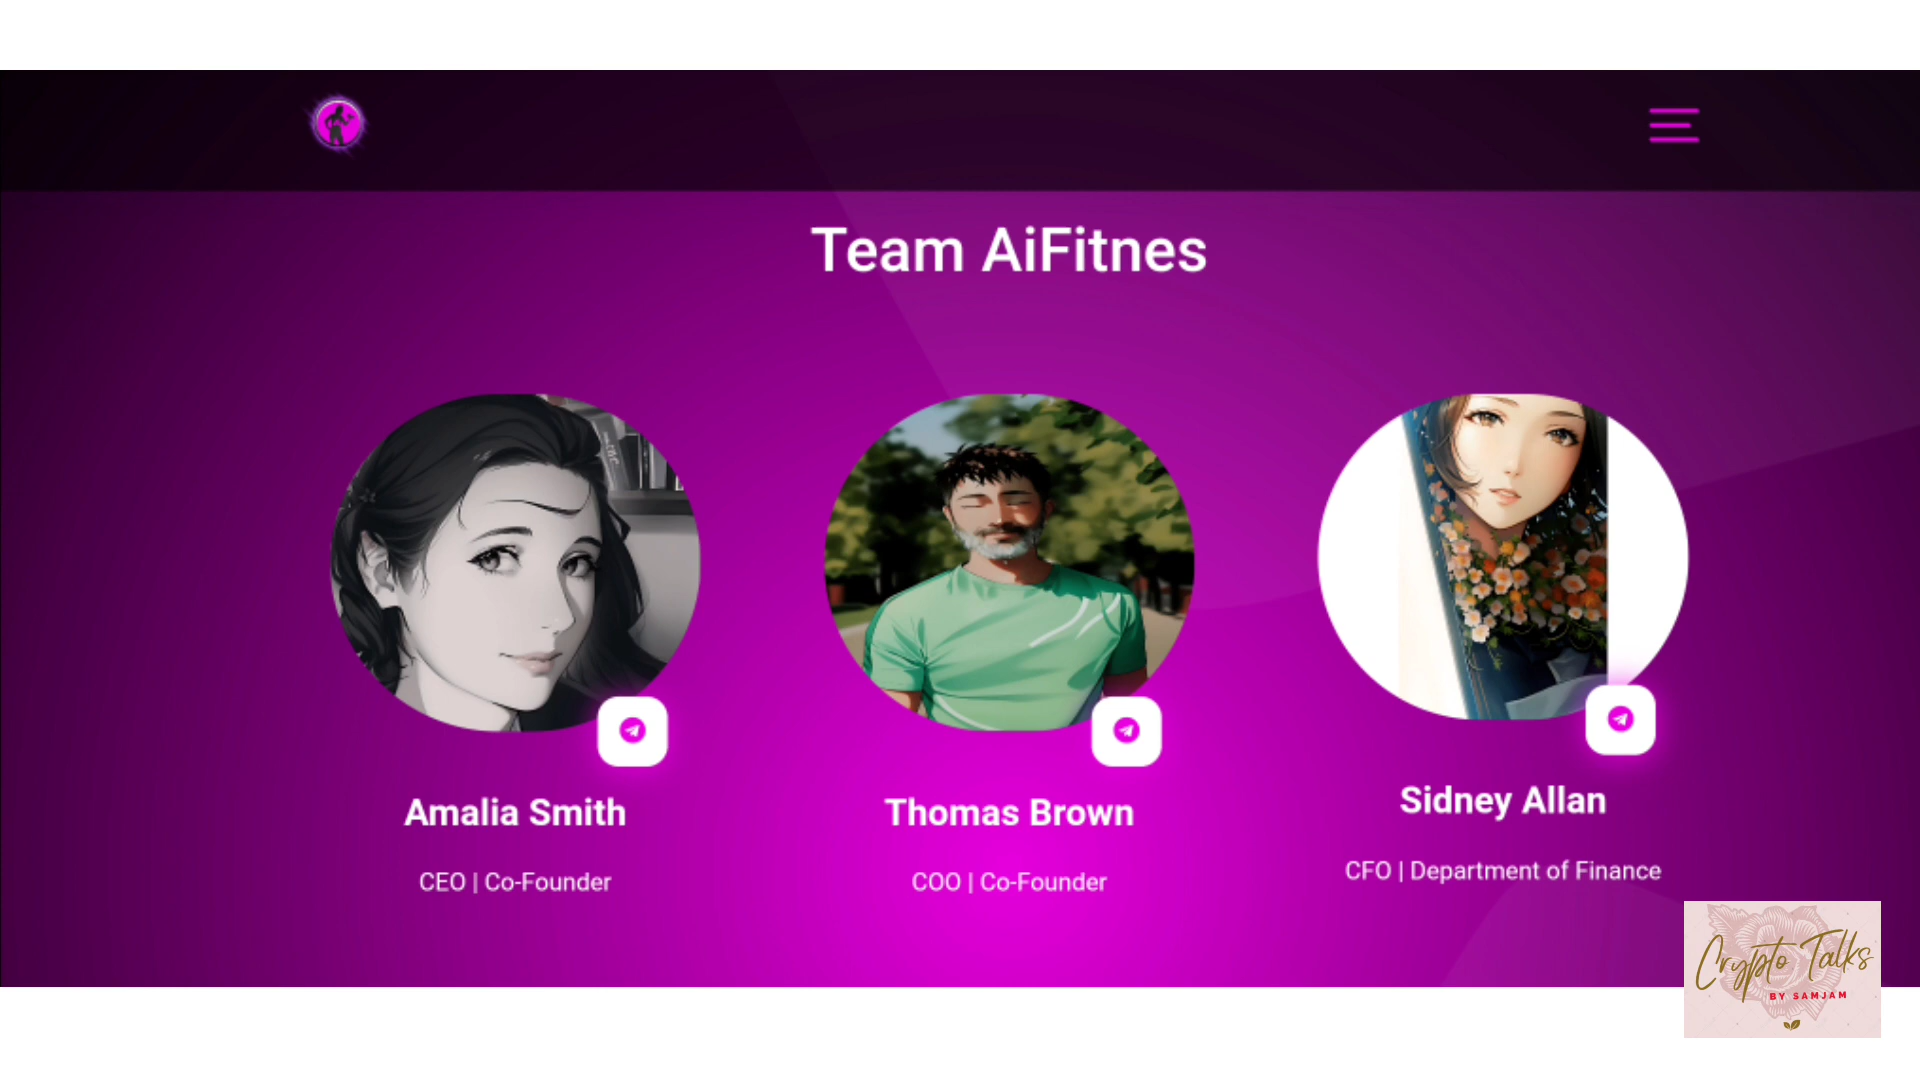 Team AiFitnes
Amalia Smith
CEO | Co-Founder
Thomas Brown
COO | Co-Founder
Sidney Allan
CFO | Department of Finance
Crypto Talks
BY SAMJAM